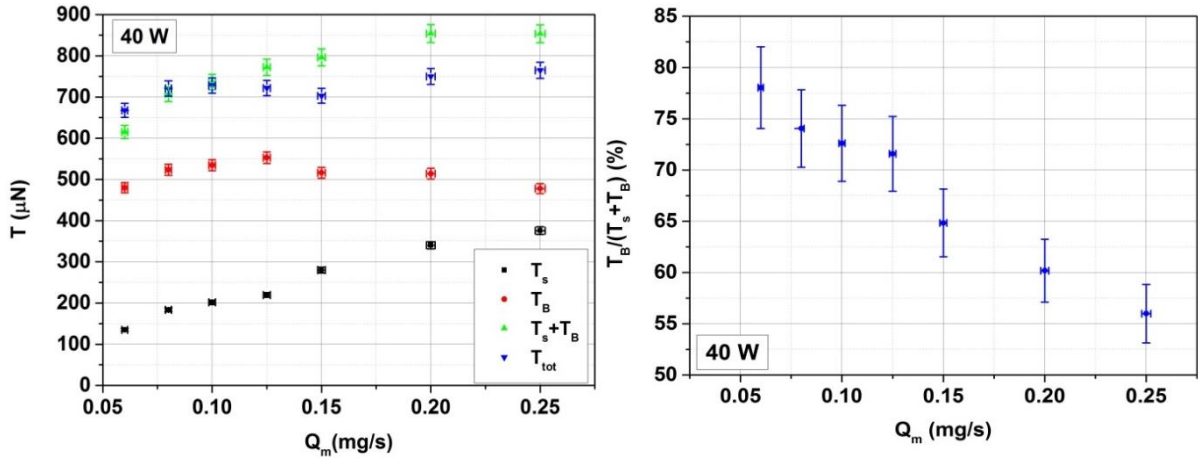 900
800
700
600
500
400
300
200
100
0
T (μN)
40 W
T_s
T_B
T_s+T_B
T_tot
0.05 0.10 0.15 0.20 0.25
Q_m(mg/s)
85
80
75
70
65
60
55
50
T_B/(T_s+T_B) (%)
40 W
0.05 0.10 0.15 0.20 0.25
Q_m (mg/s)